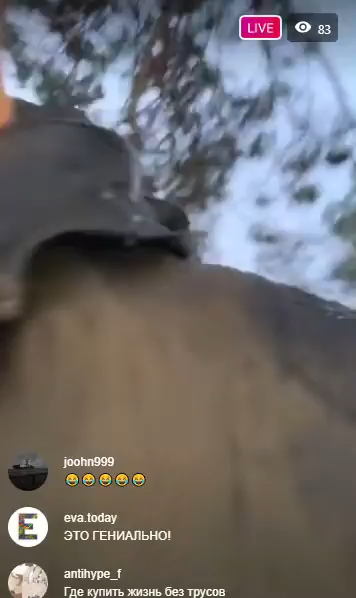 LIVE 83
joohn999
😂😂😂😂😂
E
eva.today
ЭТО ГЕНИАЛЬНО!
antihype_f
Где купить жизнь без трусов